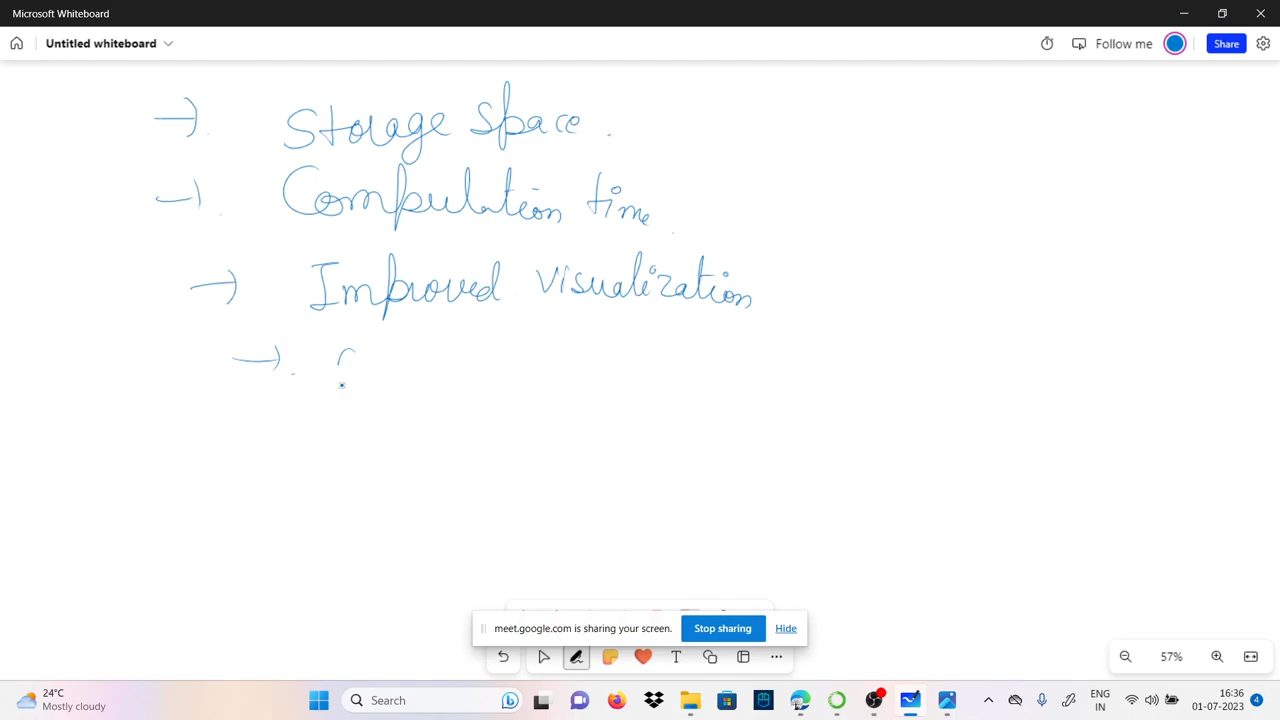 Microsoft Whiteboard
Untitled whiteboard
Follow me
Share
→ Storage space.
→ Computation time.
→ Improved visualization
→
meet.google.com is sharing your screen.
Stop sharing
Hide
57%
24°C
Mostly cloudy
Search
ENG
IN
16:36
01-07-2023
4